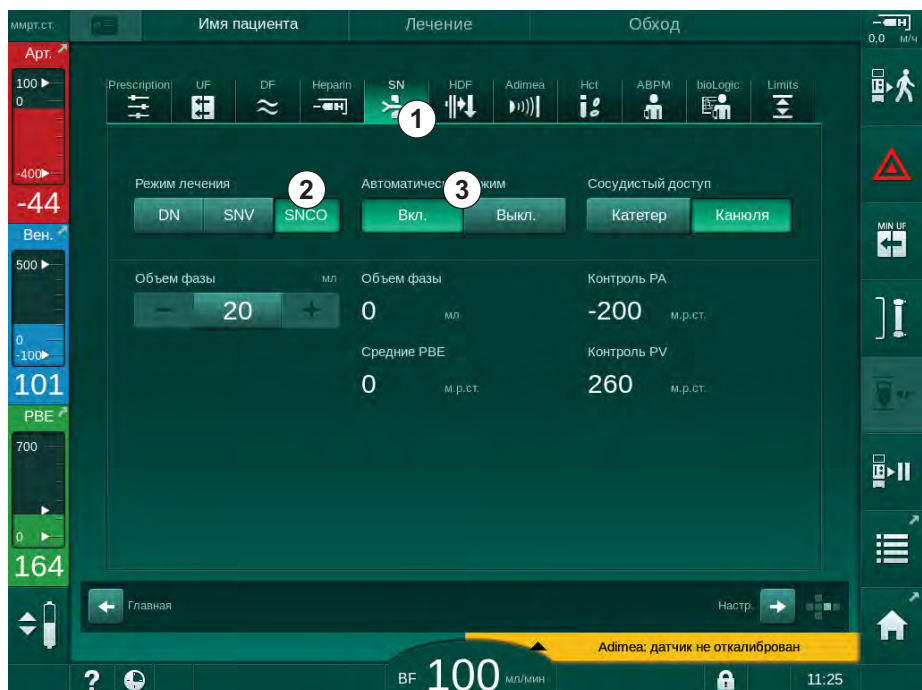 ммрт.ст. Имя пациента Лечение Обход 0,0 м/ч
Арт.
100
0
-400
-44
Вен.
500
0
-100
101
PBE
700
0
164
Prescription UF DF Heparin SN HDF Adimea Hct ABPM bioLogic Limits
1
Режим лечения 2 Автоматичес 3 жим Сосудистый доступ
DN SNV SNCO Вкл. Выкл. Катетер Канюля
Объем фазы мл Объем фазы Контроль PA
20 0 мл -200 м.р.ст.
Средние PBE Контроль PV
0 м.р.ст. 260 м.р.ст.
MIN UF
Главная Настр.
Adimea: датчик не откалиброван
? BF 100 мл/мин 11:25